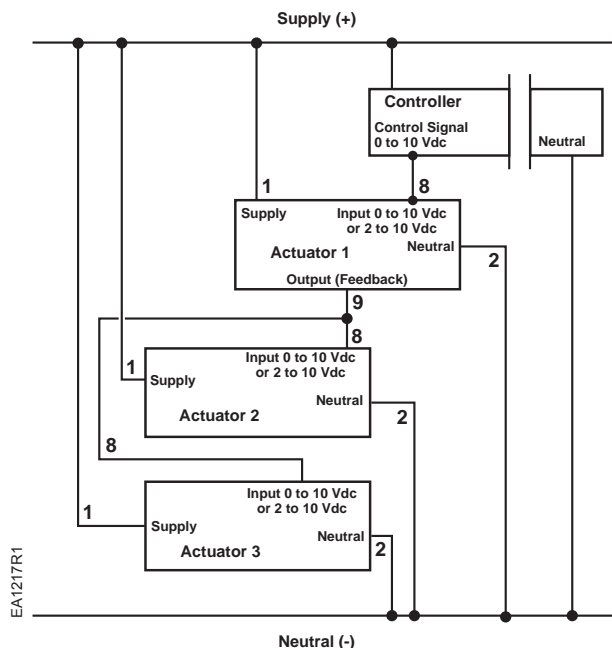 Supply (+)
Controller
Control Signal
0 to 10 Vdc
Neutral
1
8
Supply
Input 0 to 10 Vdc
or 2 to 10 Vdc
Neutral
Actuator 1
2
Output (Feedback)
9
8
Input 0 to 10 Vdc
or 2 to 10 Vdc
1
Supply
Neutral
Actuator 2
2
8
Input 0 to 10 Vdc
or 2 to 10 Vdc
1
Supply
Neutral
2
Actuator 3
EA1217R1
Neutral (-)